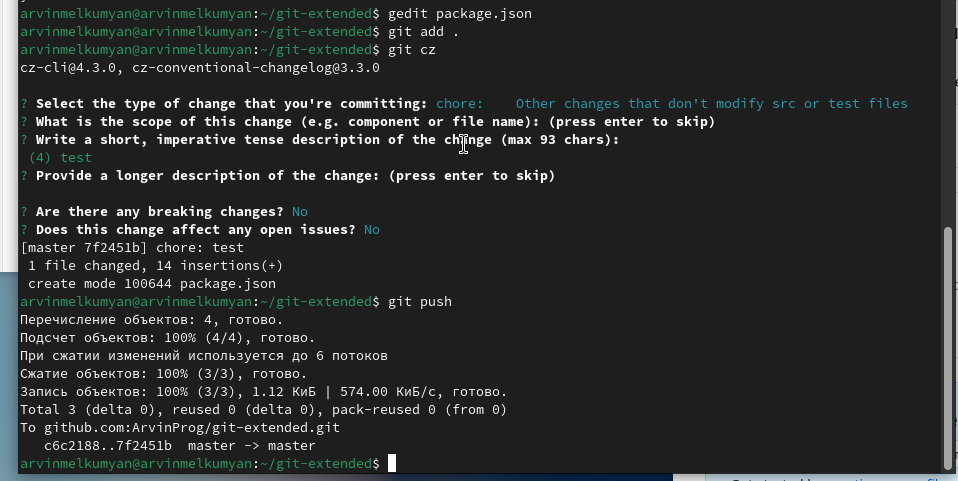 arvinmelkumyan@arvinmelkumyan:~/git-extended$ gedit package.json
arvinmelkumyan@arvinmelkumyan:~/git-extended$ git add .
arvinmelkumyan@arvinmelkumyan:~/git-extended$ git cz
cz-cli@4.3.0, cz-conventional-changelog@3.3.0
? Select the type of change that you're committing: chore:    Other changes that don't modify src or test files
? What is the scope of this change (e.g. component or file name): (press enter to skip)
? Write a short, imperative tense description of the change (max 93 chars):
(4) test
? Provide a longer description of the change: (press enter to skip)
? Are there any breaking changes? No
? Does this change affect any open issues? No
[master 7f2451b] chore: test
1 file changed, 14 insertions(+)
create mode 100644 package.json
arvinmelkumyan@arvinmelkumyan:~/git-extended$ git push
Перечисление объектов: 4, готово.
Подсчет объектов: 100% (4/4), готово.
При сжатии изменений используется до 6 потоков
Сжатие объектов: 100% (3/3), готово.
Запись объектов: 100% (3/3), 1.12 КиБ | 574.00 КиБ/с, готово.
Total 3 (delta 0), reused 0 (delta 0), pack-reused 0 (from 0)
To github.com:ArvinProg/git-extended.git
c6c2188..7f2451b  master -> master
arvinmelkumyan@arvinmelkumyan:~/git-extended$